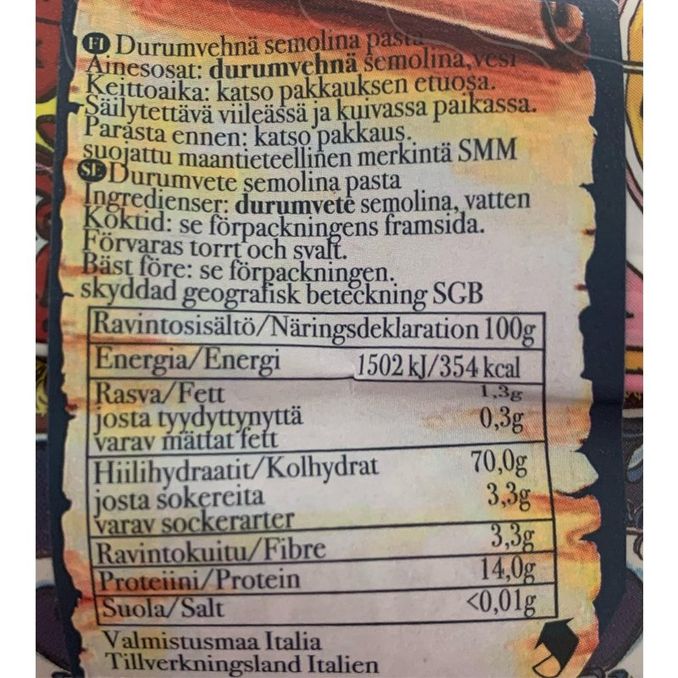 FI Durumvehnä semolina pasta
Ainesosat: durumvehnä semolina, vesi
Keittoaika: katso pakkauksen etuosa.
Säilytettävä viileässä ja kuivassa paikassa.
Parasta ennen: katso pakkaus.
suojattu maantieteellinen merkintä SMM
SE Durumvete semolina pasta
Ingredienser: durumvete semolina, vatten
Koktid: se förpackningens framsida.
Förvaras torrt och svalt.
Bäst före: se förpackningen.
skyddad geografisk beteckning SGB
Ravintosisältö/Näringsdeklaration 100g
Energia/Energi 1502 kJ/354 kcal
Rasva/Fett 1,3g
josta tyydyttynyttä 0,3g
varav mättat fett
Hiilihydraatit/Kolhydrat 70,0g
josta sokereita 3,3g
varav sockerarter
Ravintokuitu/Fibre 3,3g
Proteiini/Protein 14,0g
Suola/Salt <0,01g
Valmistusmaa Italia
Tillverkningsland Italien